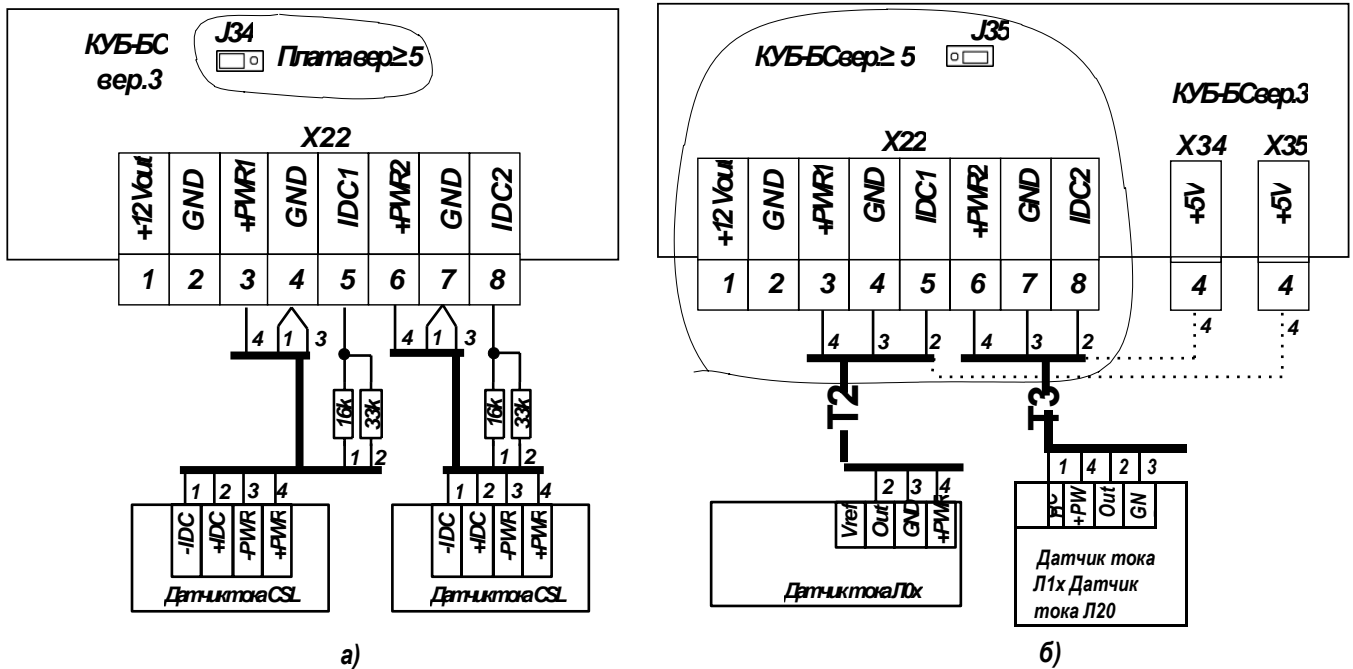 КУБ-БС
вер.3
J34
Плата вер≥5
X22
+12Vout
GND
+PWR1
GND
IDC1
+PWR2
GND
IDC2
1 2 3 4 5 6 7 8
4 1 3 4 1 3
16k 33k 16k 33k
1 2 1 2
1 2 3 4
-IDC
+IDC
-PWR
+PWR
Датчик тока CSL
1 2 3 4
-IDC
+IDC
-PWR
+PWR
Датчик тока CSL
а)
КУБ-БС вер.≥ 5
J35
КУБ-БС вер.3
X22
X34
X35
+12Vout
GND
+PWR1
GND
IDC1
+PWR2
GND
IDC2
+5V
+5V
1 2 3 4 5 6 7 8 4 4
4 3 2 4 3 2 4 4
T2
T3
2 3 4
Vref
Out
GND
+PWR
Датчик тока Л0х
1 4 2 3
+PW
Out
GN
Датчик тока
Л1х Датчик
тока Л20
б)